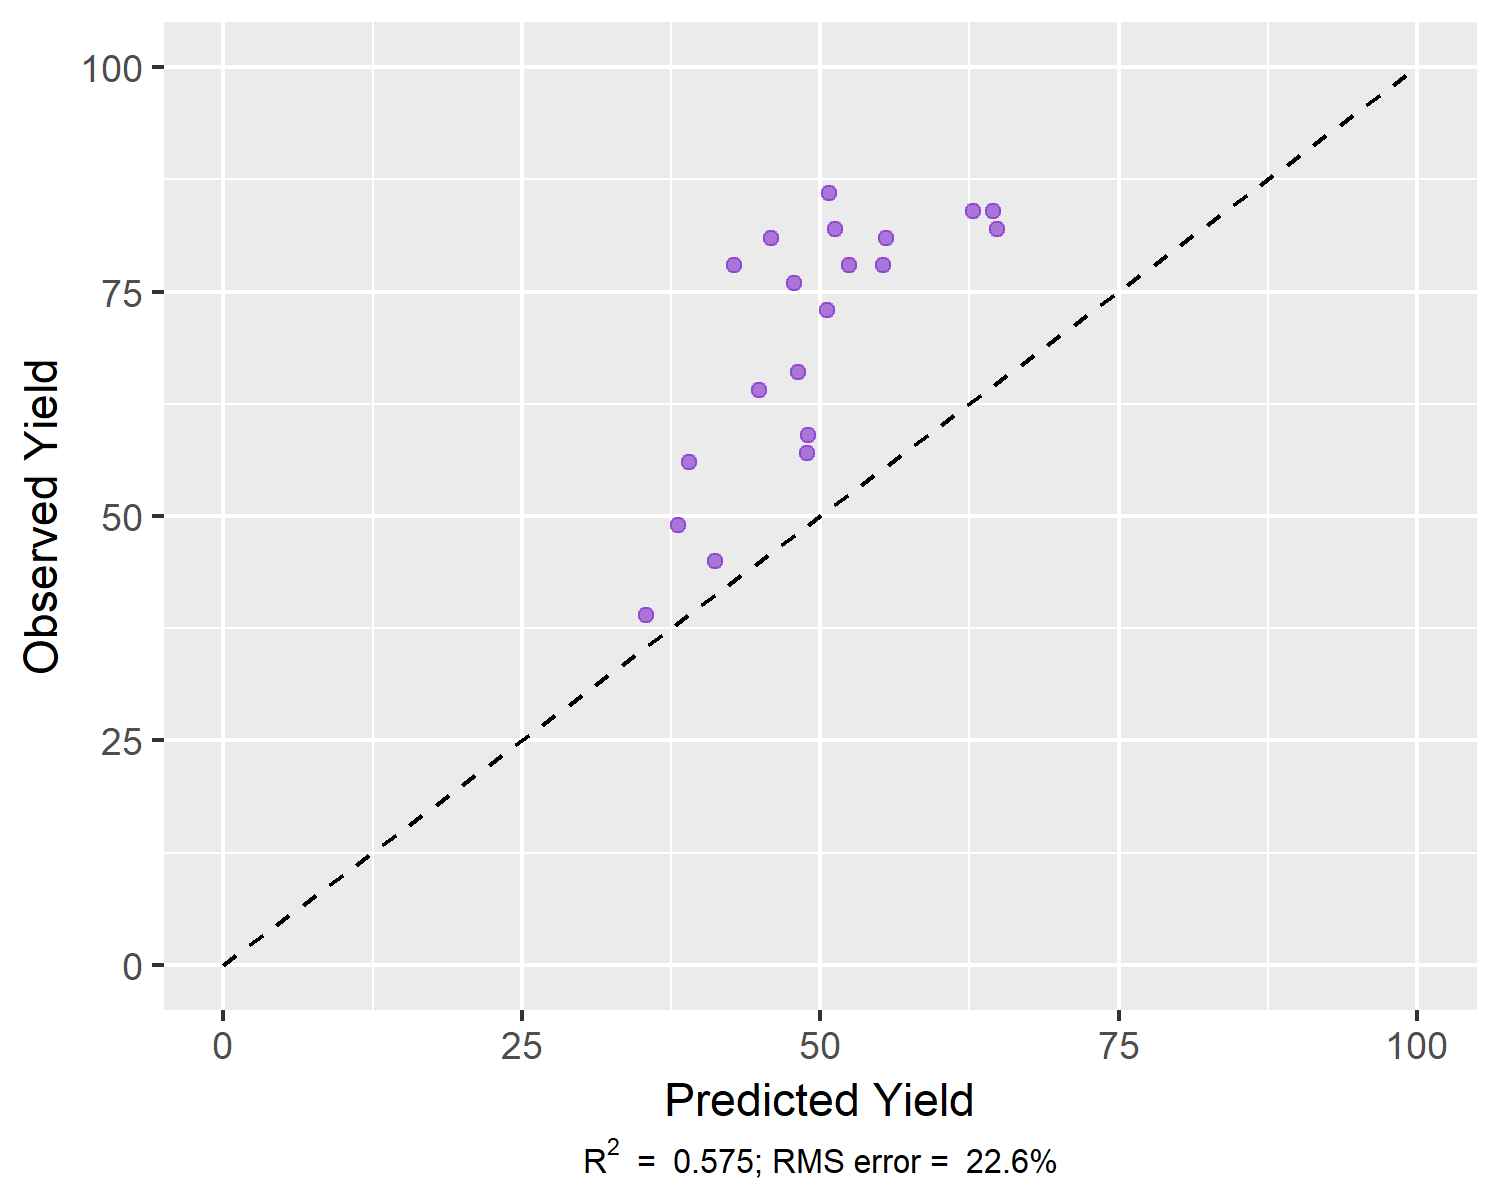 100
75
50
25
0
Observed Yield
0 25 50 75 100
Predicted Yield
R² = 0.575; RMS error = 22.6%